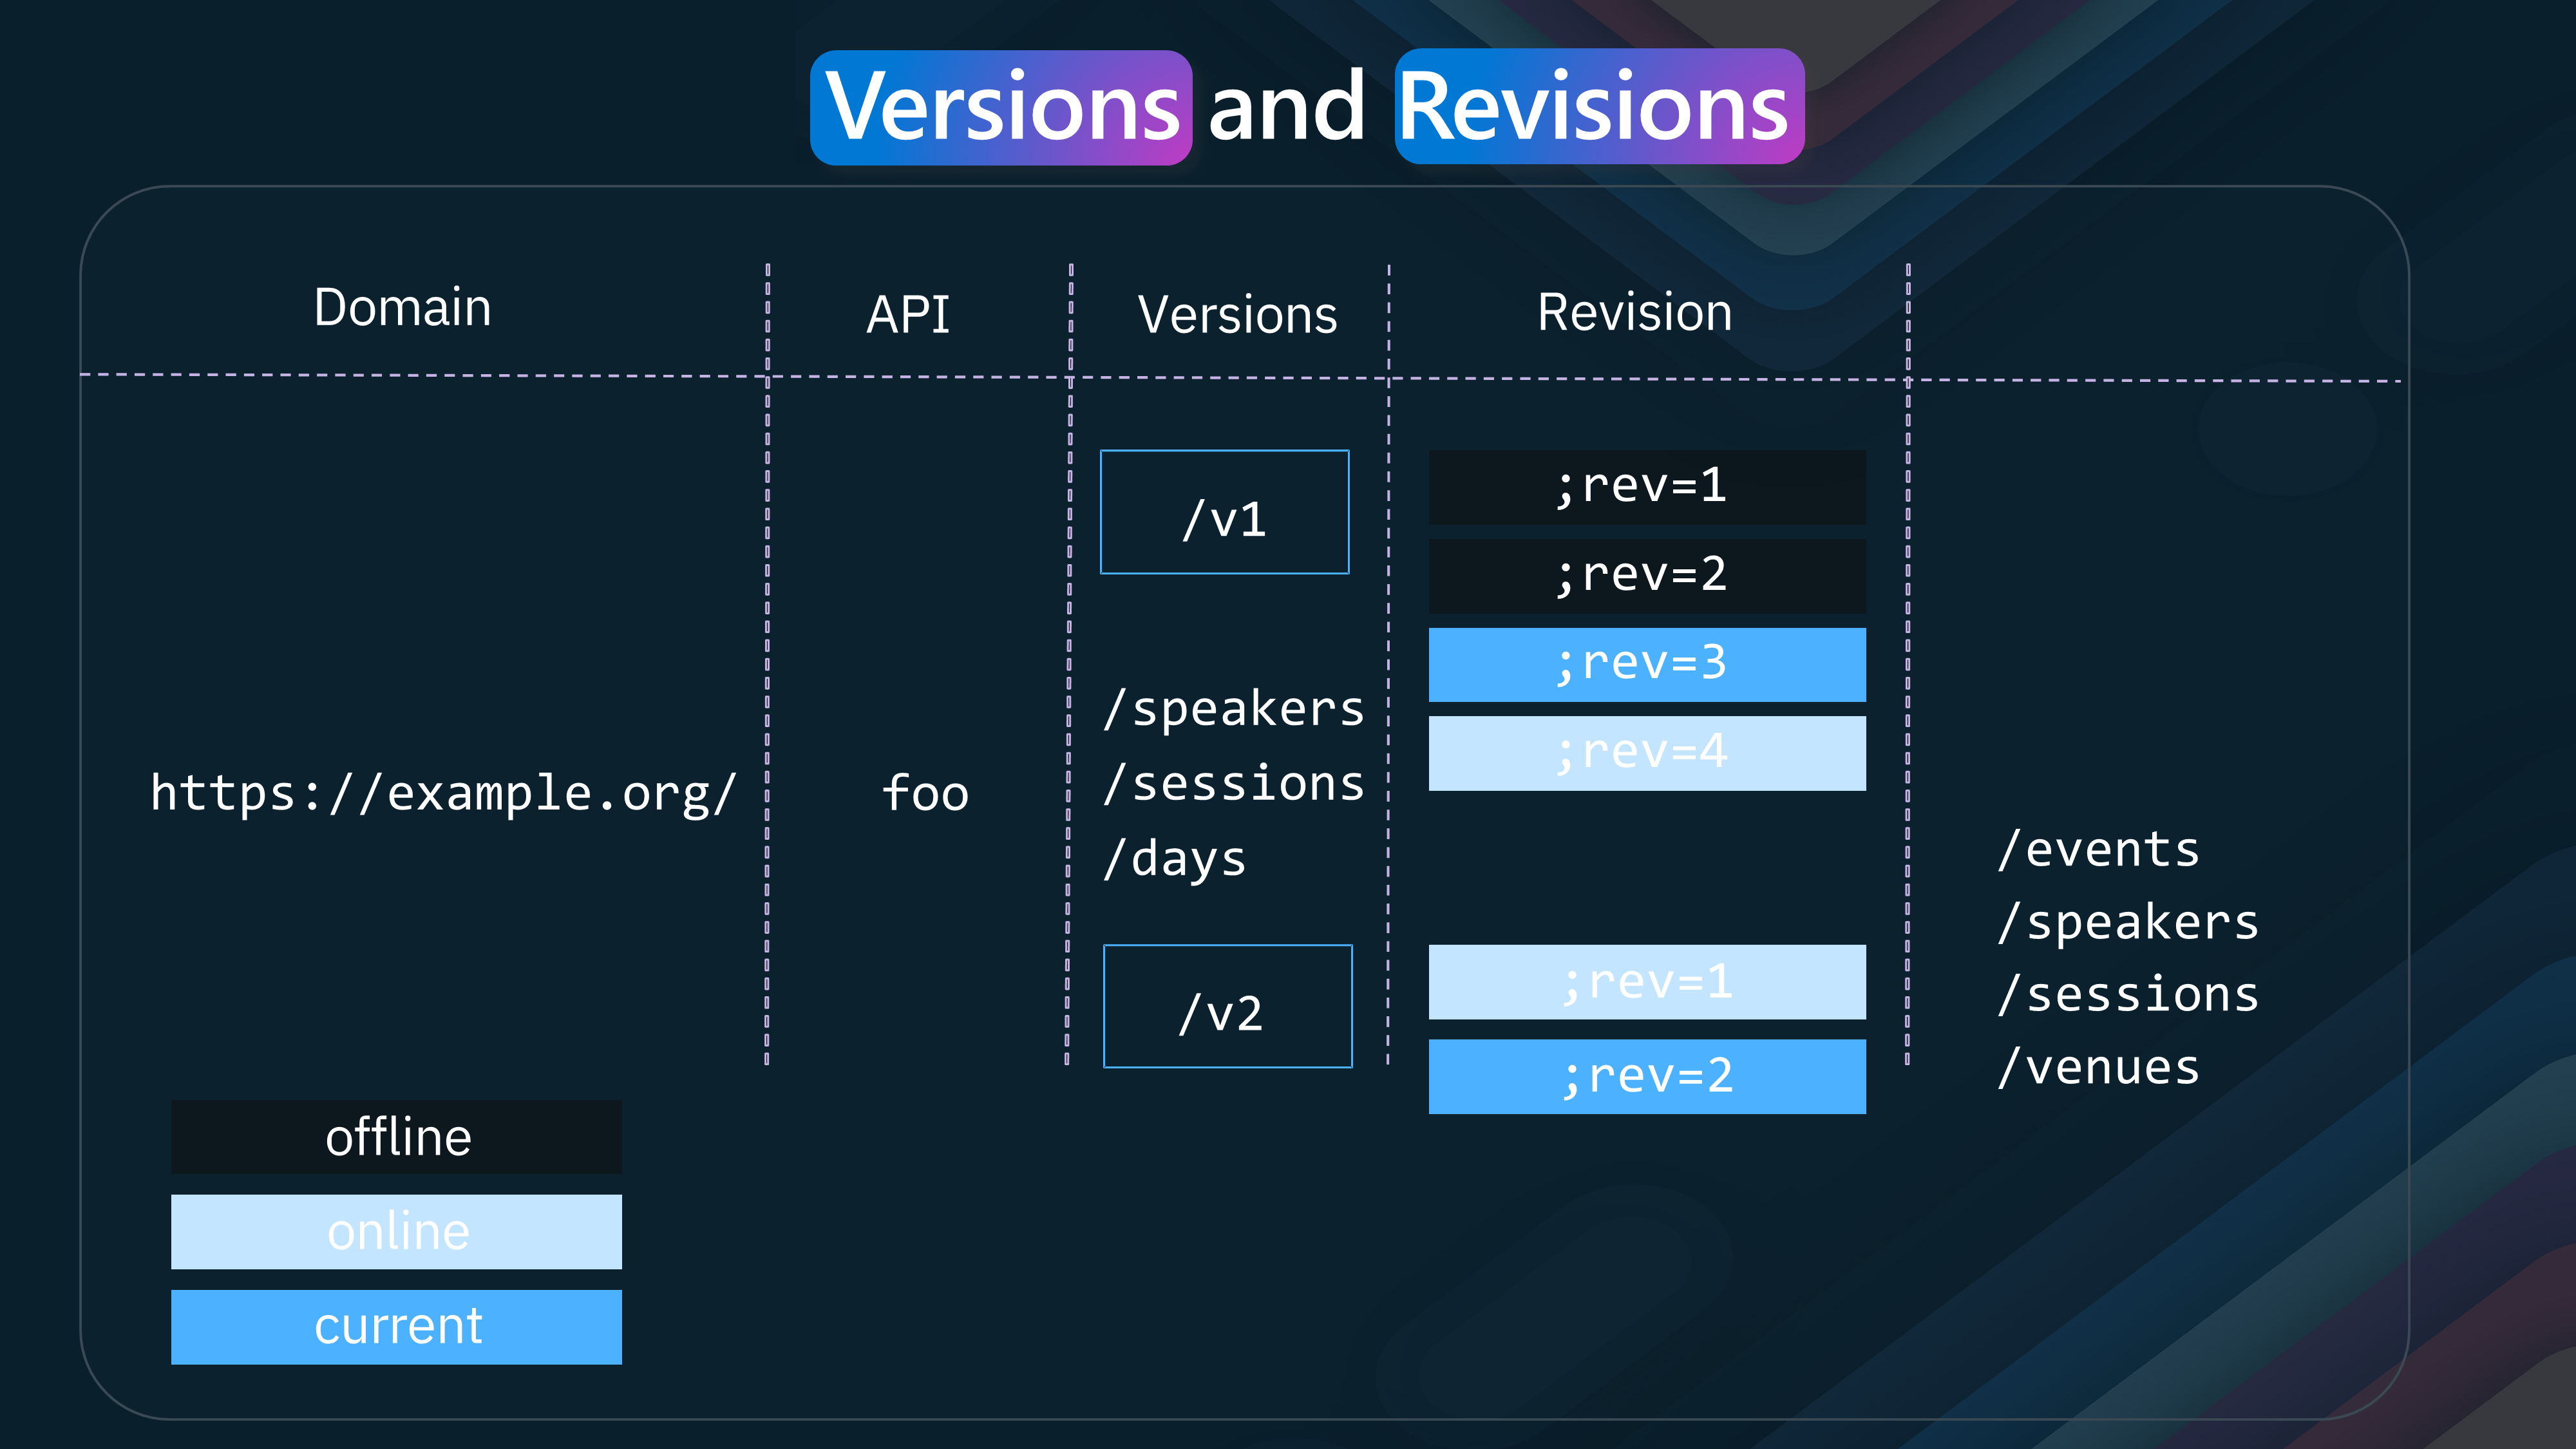 Versions and Revisions
Domain
API
Versions
Revision
https://example.org/
foo
/v1
/speakers
/sessions
/days
/v2
;rev=1
;rev=2
;rev=3
;rev=4
;rev=1
;rev=2
/events
/speakers
/sessions
/venues
offline
online
current